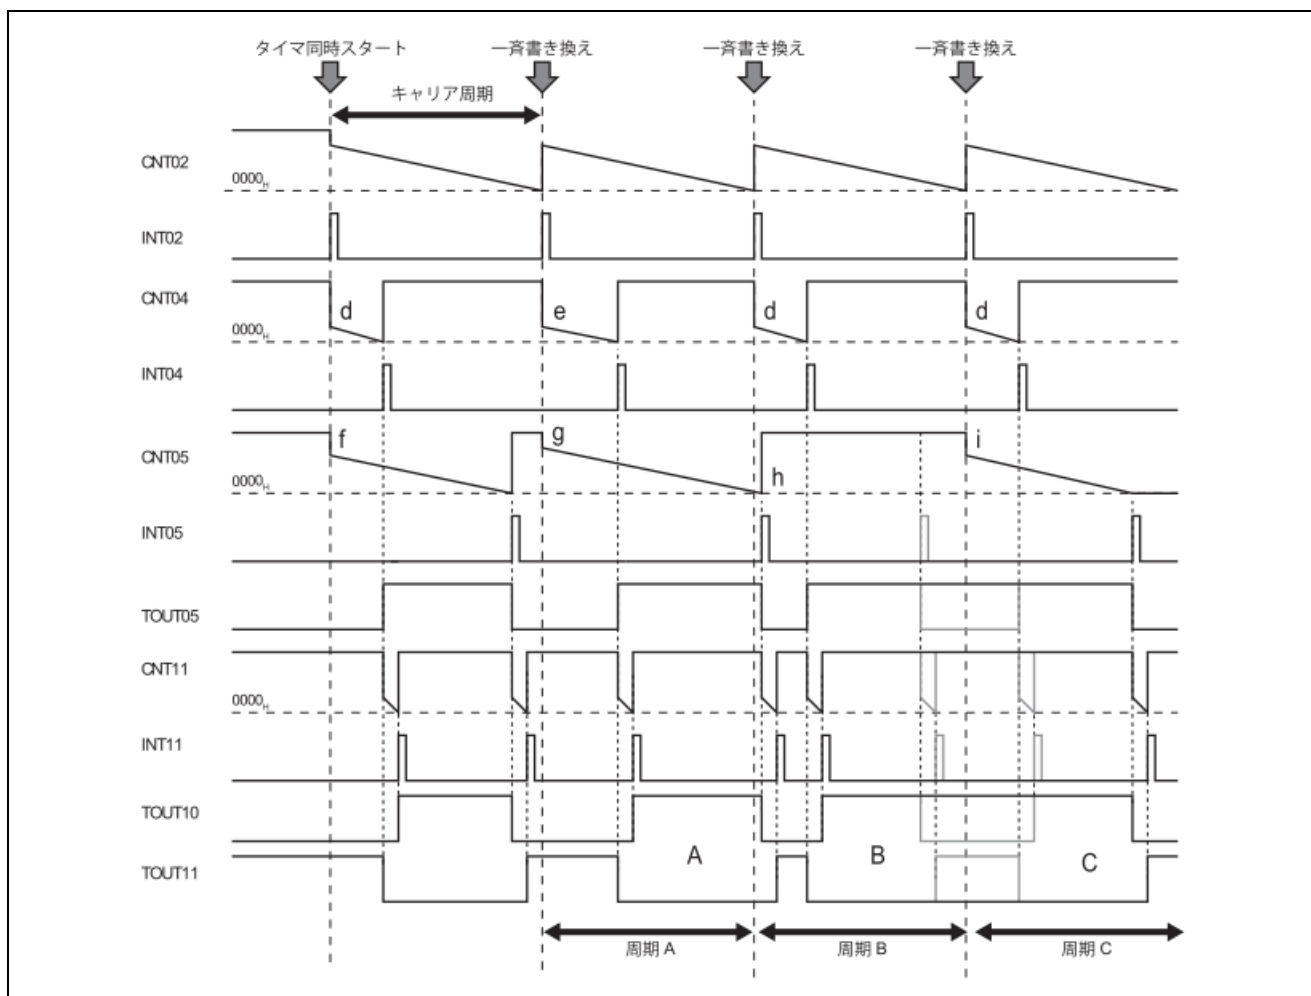 タイマ同時スタート 一斉書き換え 一斉書き換え 一斉書き換え
キャリア周期
CNT02
0000H
INT02
CNT04
d e d d
0000H
INT04
CNT05
f g h i
0000H
INT05
TOUT05
CNT11
0000H
INT11
TOUT10
A B C
TOUT11
周期 A 周期 B 周期 C